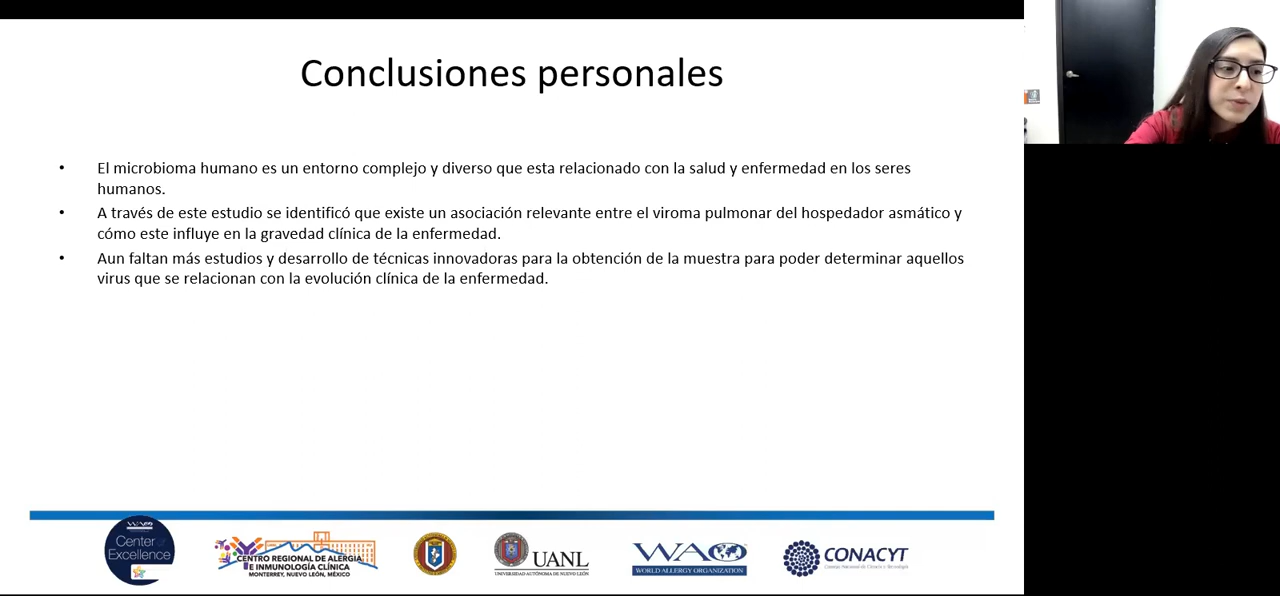 Conclusiones personales
• El microbioma humano es un entorno complejo y diverso que esta relacionado con la salud y enfermedad en los seres
humanos.
• A través de este estudio se identificó que existe un asociación relevante entre el viroma pulmonar del hospedador asmático y
cómo este influye en la gravedad clínica de la enfermedad.
• Aun faltan más estudios y desarrollo de técnicas innovadoras para la obtención de la muestra para poder determinar aquellos
virus que se relacionan con la evolución clínica de la enfermedad.
Center of
Excellence
CENTRO REGIONAL DE ALERGIA
E INMUNOLOGÍA CLÍNICA
MONTERREY, NUEVO LEÓN, MÉXICO
UANL
UNIVERSIDAD AUTÓNOMA DE NUEVO LEÓN
WAO
WORLD ALLERGY ORGANIZATION
CONACYT
Consejo Nacional de Ciencia y Tecnología